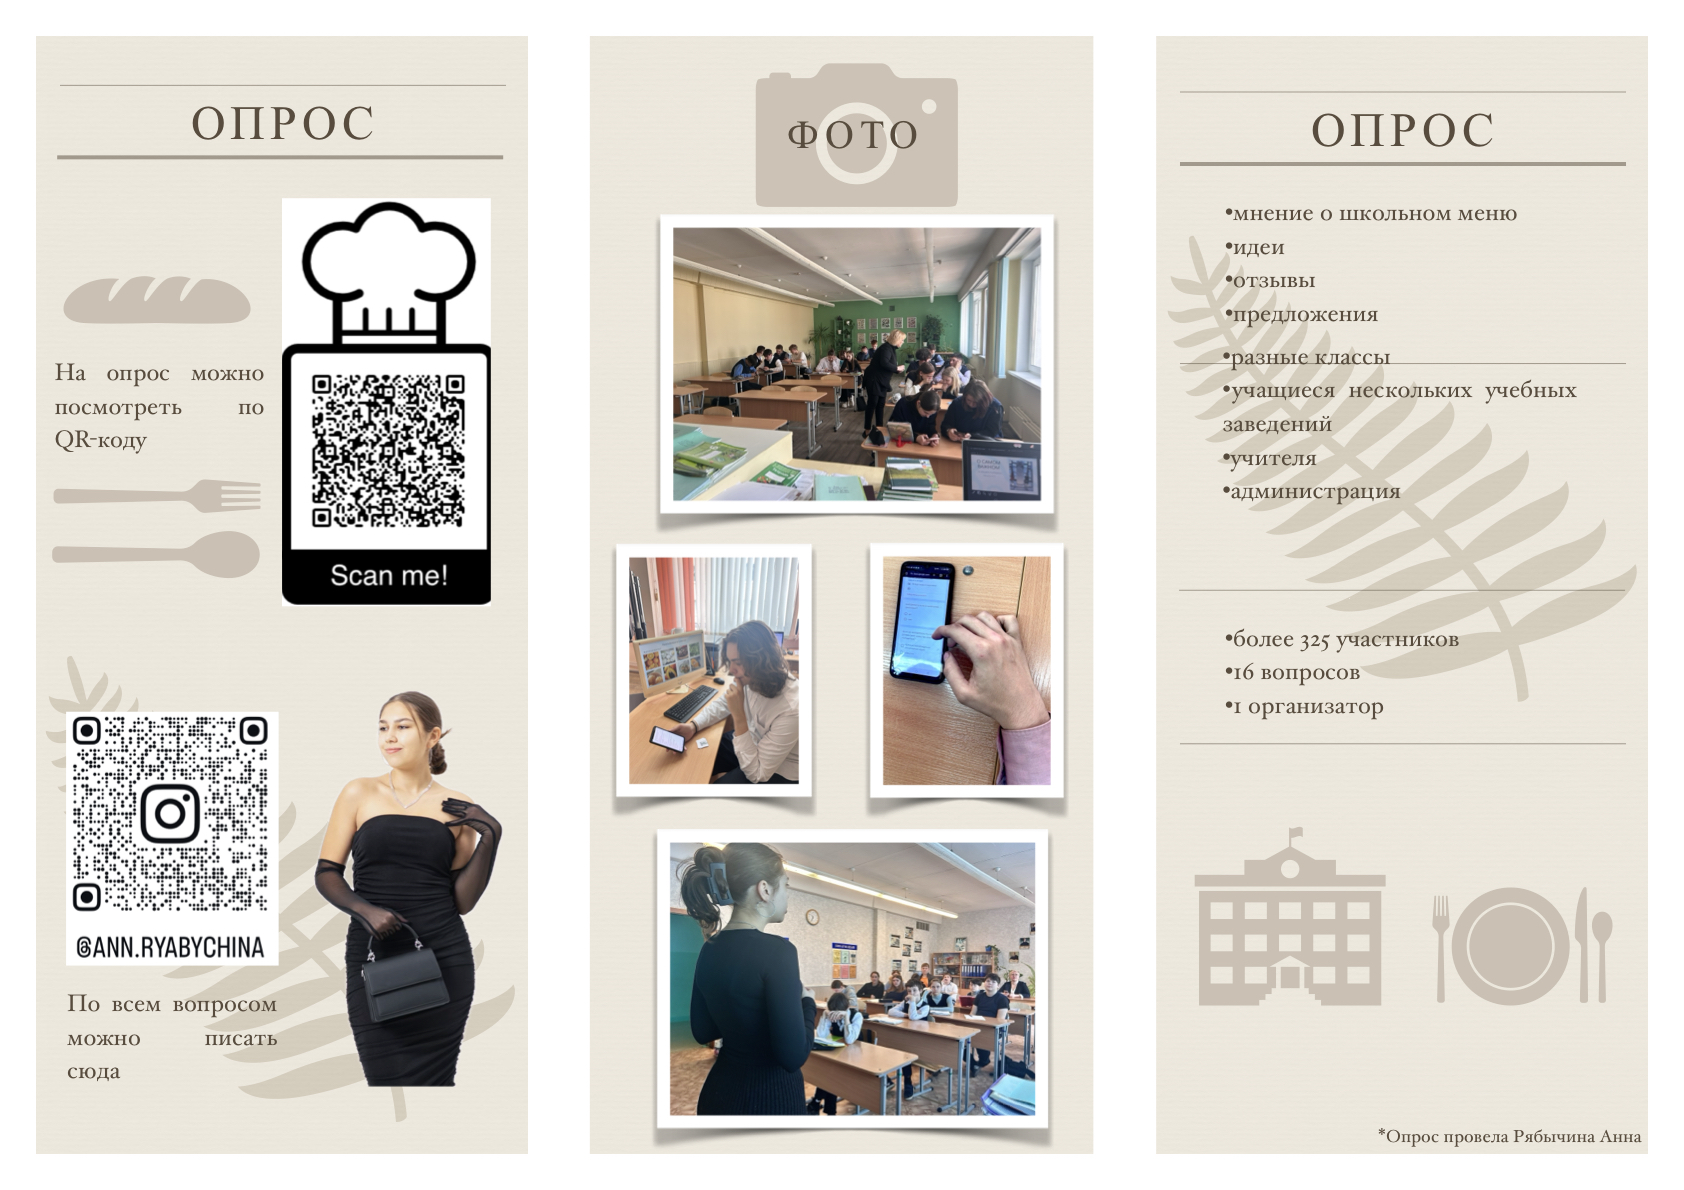 ОПРОС
На опрос можно
посмотреть по
QR-коду
Scan me!
@ANN.RYABYCHINA
По всем вопросом
можно писать
сюда
ФОТО
ОПРОС
•мнение о школьном меню
•идеи
•отзывы
•предложения
•разные классы
•учащиеся нескольких учебных
заведений
•учителя
•администрация
•более 325 участников
•16 вопросов
•1 организатор
*Опрос провела Рябычина Анна